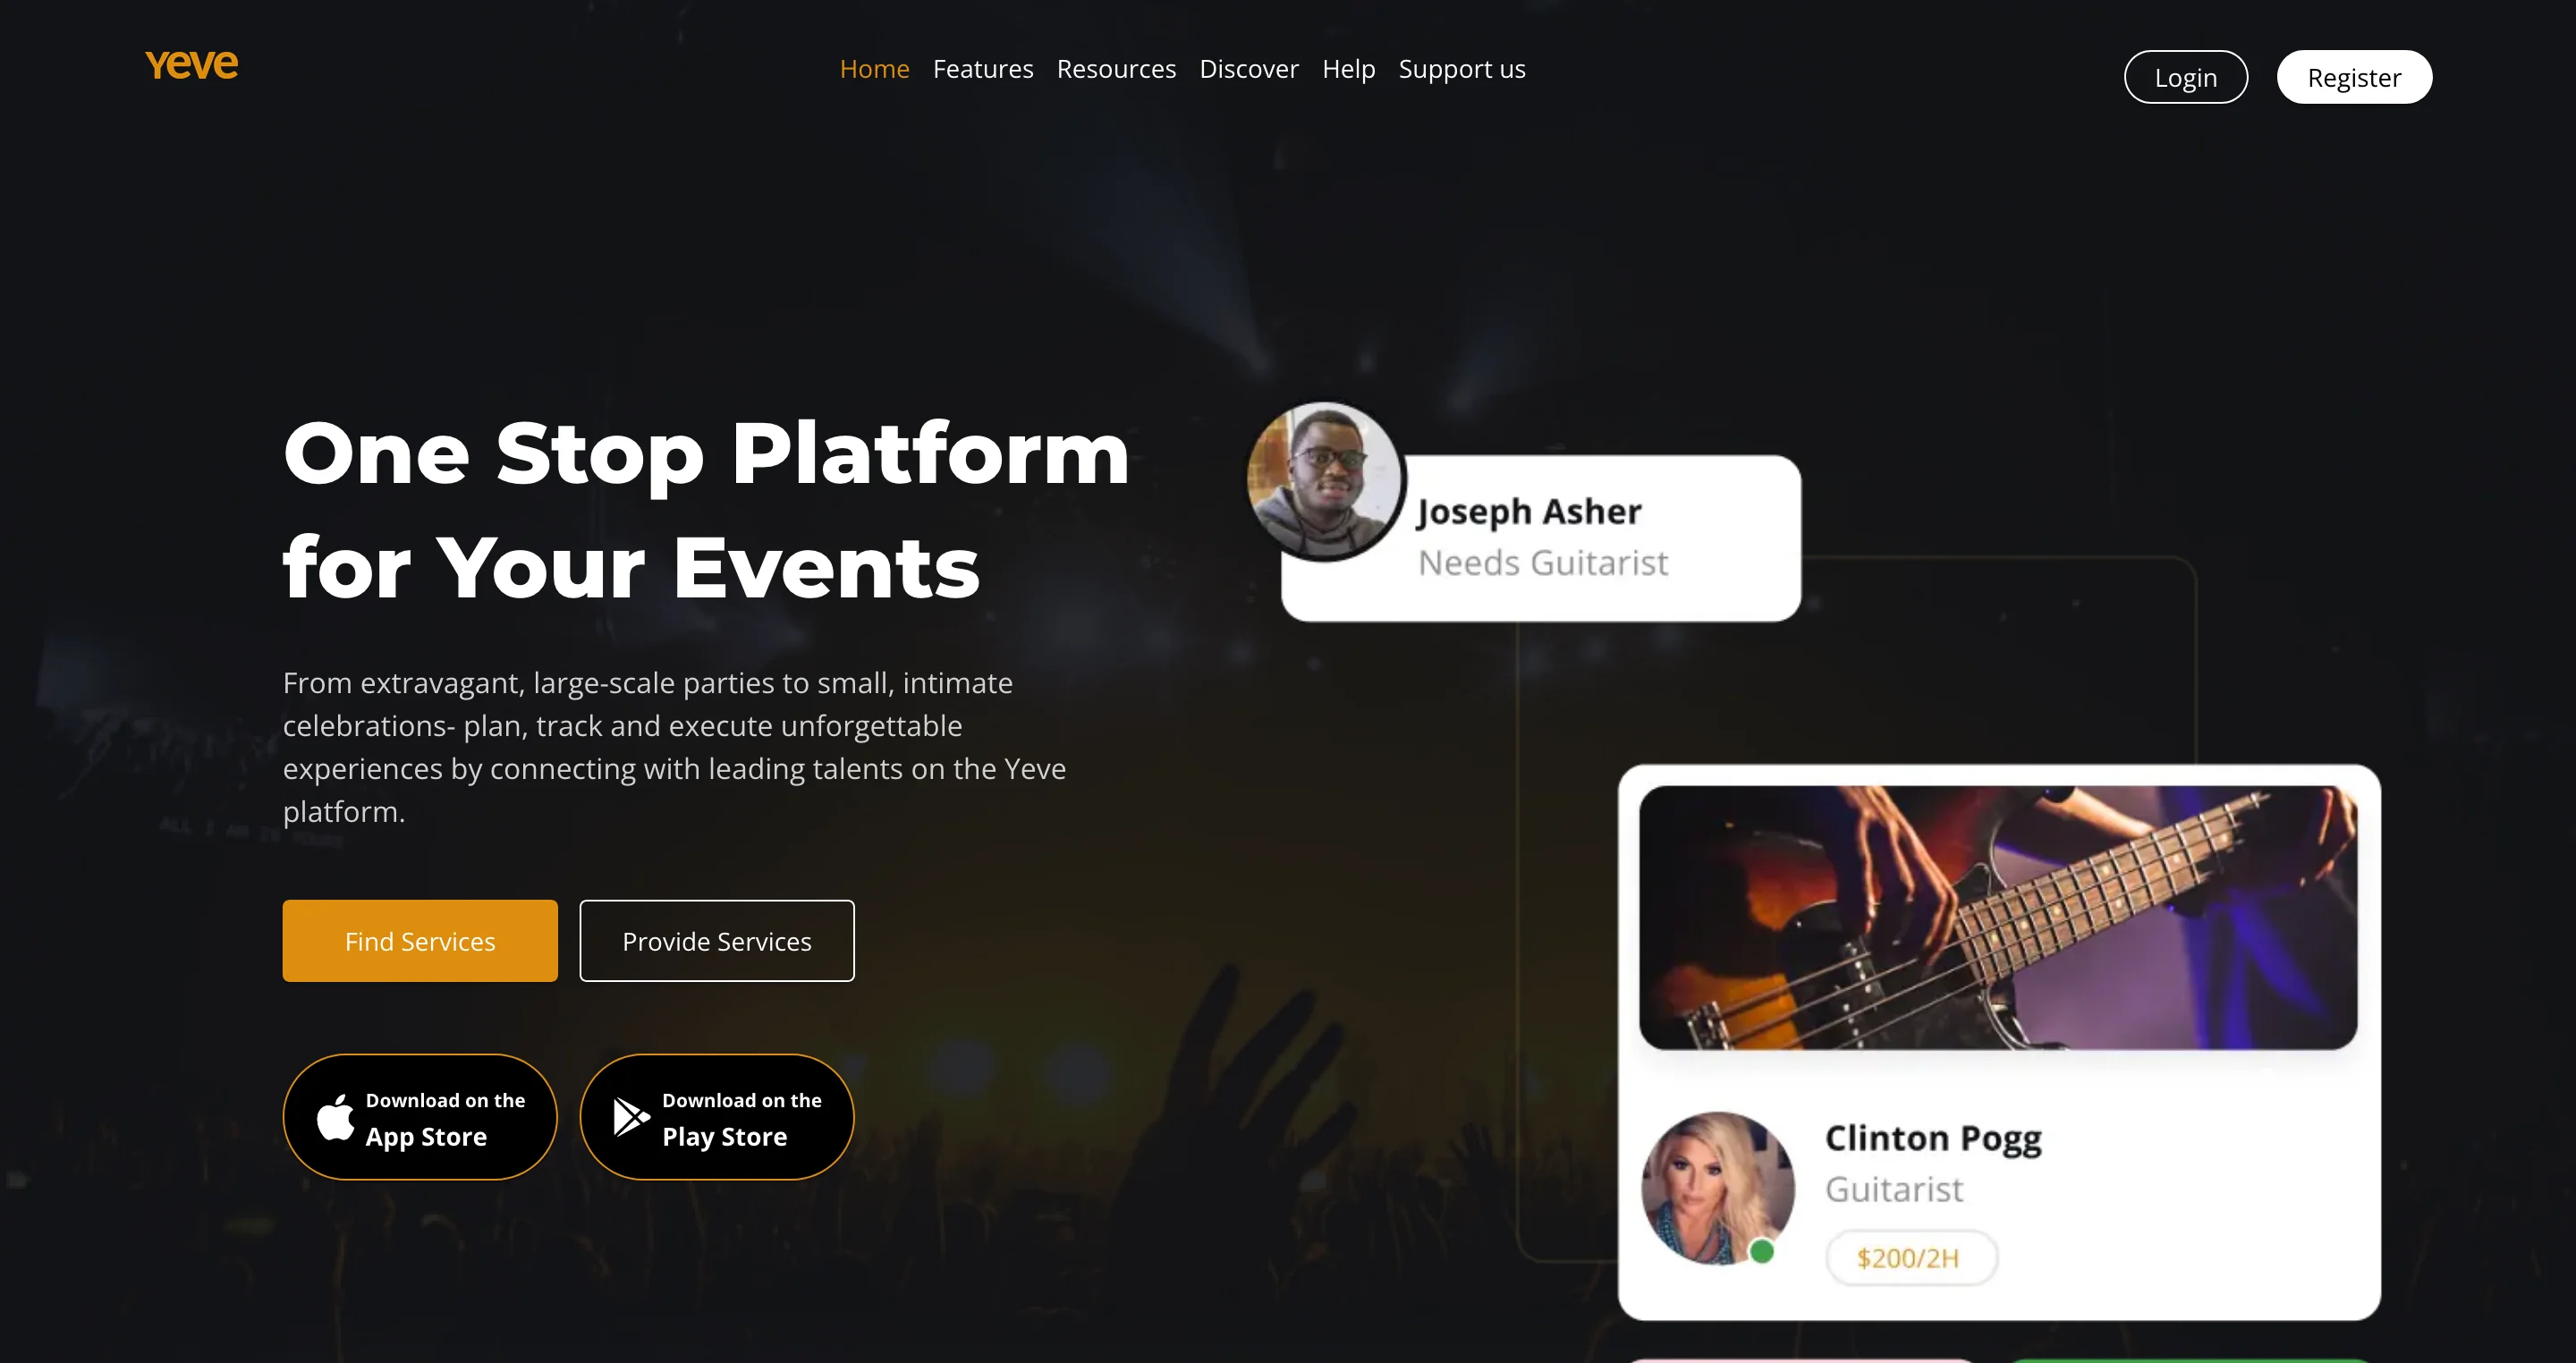 Yeve
Home Features Resources Discover Help Support us
Login Register
One Stop Platform
for Your Events
From extravagant, large-scale parties to small, intimate
celebrations- plan, track and execute unforgettable
experiences by connecting with leading talents on the Yeve
platform.
Find Services Provide Services
Download on the
App Store
Download on the
Play Store
Joseph Asher
Needs Guitarist
Clinton Pogg
Guitarist
$200/2H